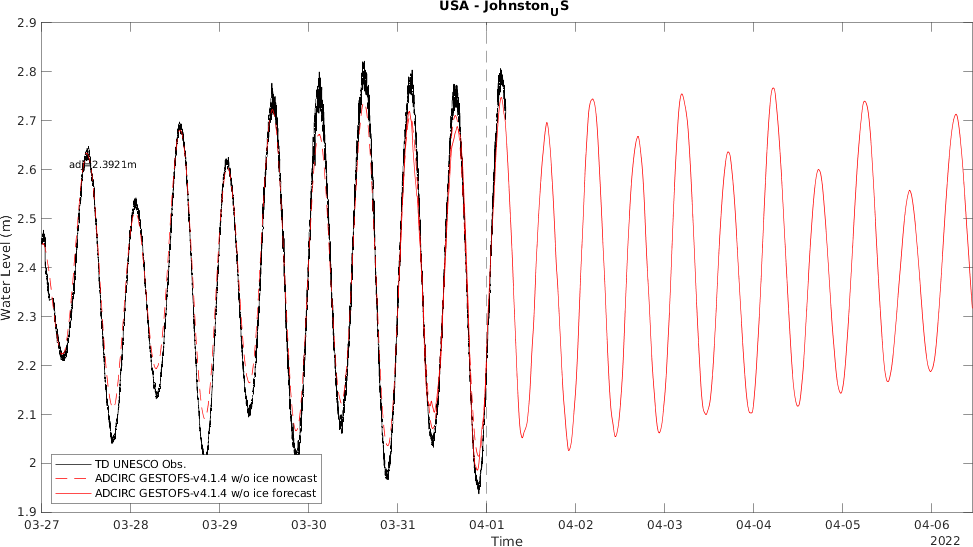 USA - Johnston_US
2.9
2.8
2.7
2.6
2.5
2.4
2.3
2.2
2.1
2
1.9
Water Level (m)
adj=2.3921m
TD UNESCO Obs.
ADCIRC GESTOFS-v4.1.4 w/o ice nowcast
ADCIRC GESTOFS-v4.1.4 w/o ice forecast
03-27 03-28 03-29 03-30 03-31 04-01 04-02 04-03 04-04 04-05 04-06
Time
2022